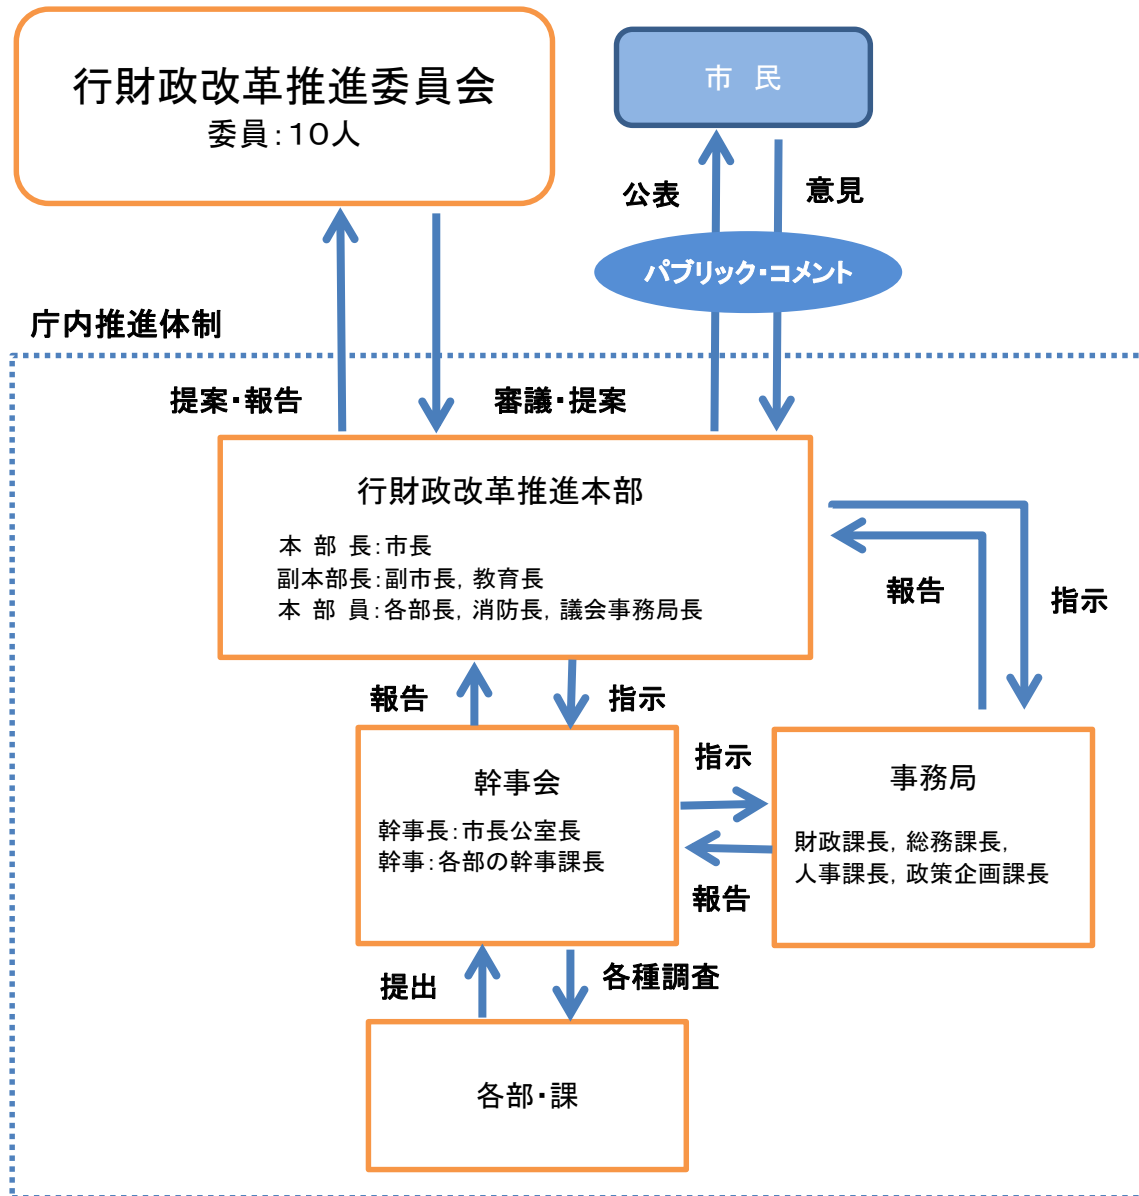 行財政改革推進委員会
委員：10人
市　民
公表
意見
パブリック・コメント
庁内推進体制
提案・報告
審議・提案
行財政改革推進本部
本 部 長：市長
副本部長：副市長，教育長
本 部 員：各部長，消防長，議会事務局長
報告
指示
報告
指示
幹事会
幹事長：市長公室長
幹事：各部の幹事課長
指示
報告
事務局
財政課長，総務課長，
人事課長，政策企画課長
提出
各種調査
各部・課